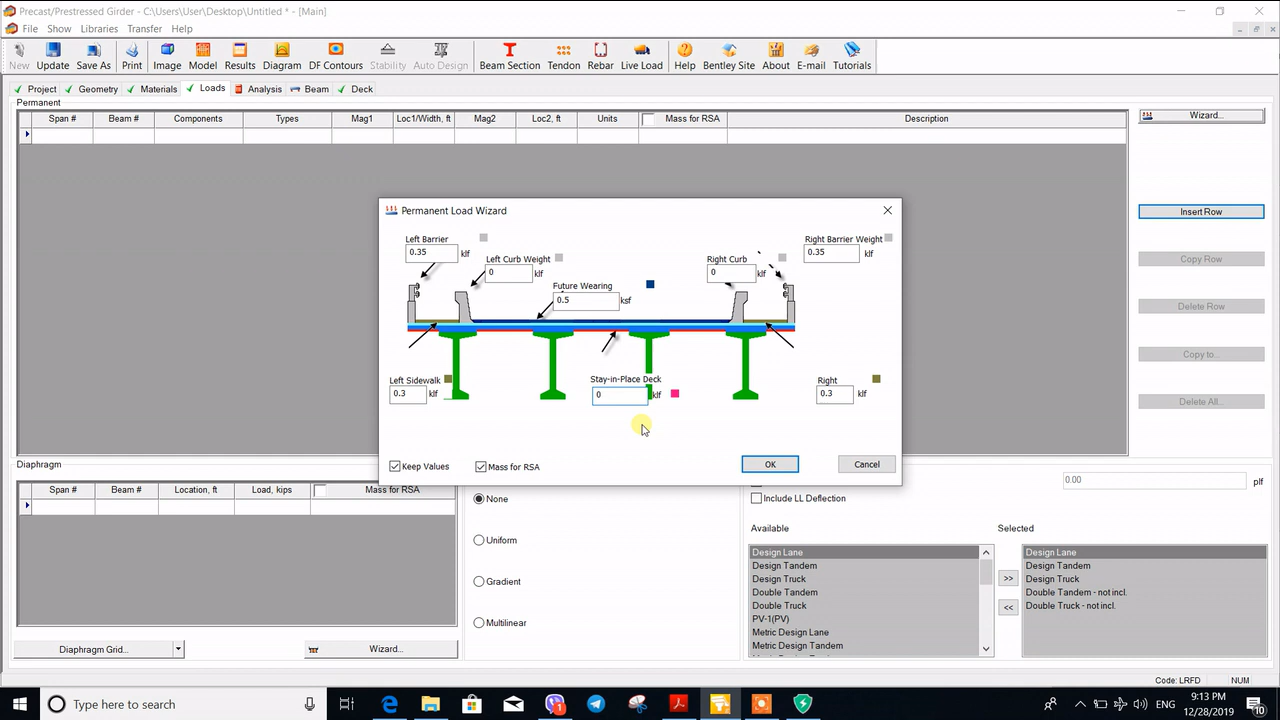 Precast/Prestressed Girder - C:\Users\User\Desktop\Untitled * - [Main]
File Show Libraries Transfer Help
New Update Save As Print Image Model Results Diagram DF Contours Stability Auto Design Beam Section Tendon Rebar Live Load Help Bentley Site About E-mail Tutorials
Project Geometry Materials Loads Analysis Beam Deck
Permanent
Span # Beam # Components Types Mag1 Loc1/Width, ft Mag2 Loc2, ft Units Mass for RSA Description
Wizard...
Insert Row
Copy Row
Delete Row
Copy to...
Delete All...
Permanent Load Wizard
Left Barrier
0.35 klf
Left Curb Weight
0 klf
Future Wearing
0.5 ksf
Right Curb
0 klf
Right Barrier Weight
0.35 klf
Left Sidewalk
0.3 klf
Stay-in-Place Deck
0 klf
Right
0.3 klf
Keep Values Mass for RSA OK Cancel
Diaphragm
Span # Beam # Location, ft Load, kips Mass for RSA
Diaphragm Grid... Wizard...
None
Uniform
Gradient
Multilinear
0.00 plf
Include LL Deflection
Available
Design Lane
Design Tandem
Design Truck
Double Tandem
Double Truck
PV-1(PV)
Metric Design Lane
Metric Design Tandem
>>
<<
Selected
Design Lane
Design Tandem
Design Truck
Double Tandem - not incl.
Double Truck - not incl.
Code: LRFD NUM
Type here to search
ENG
9:13 PM
12/28/2019
10